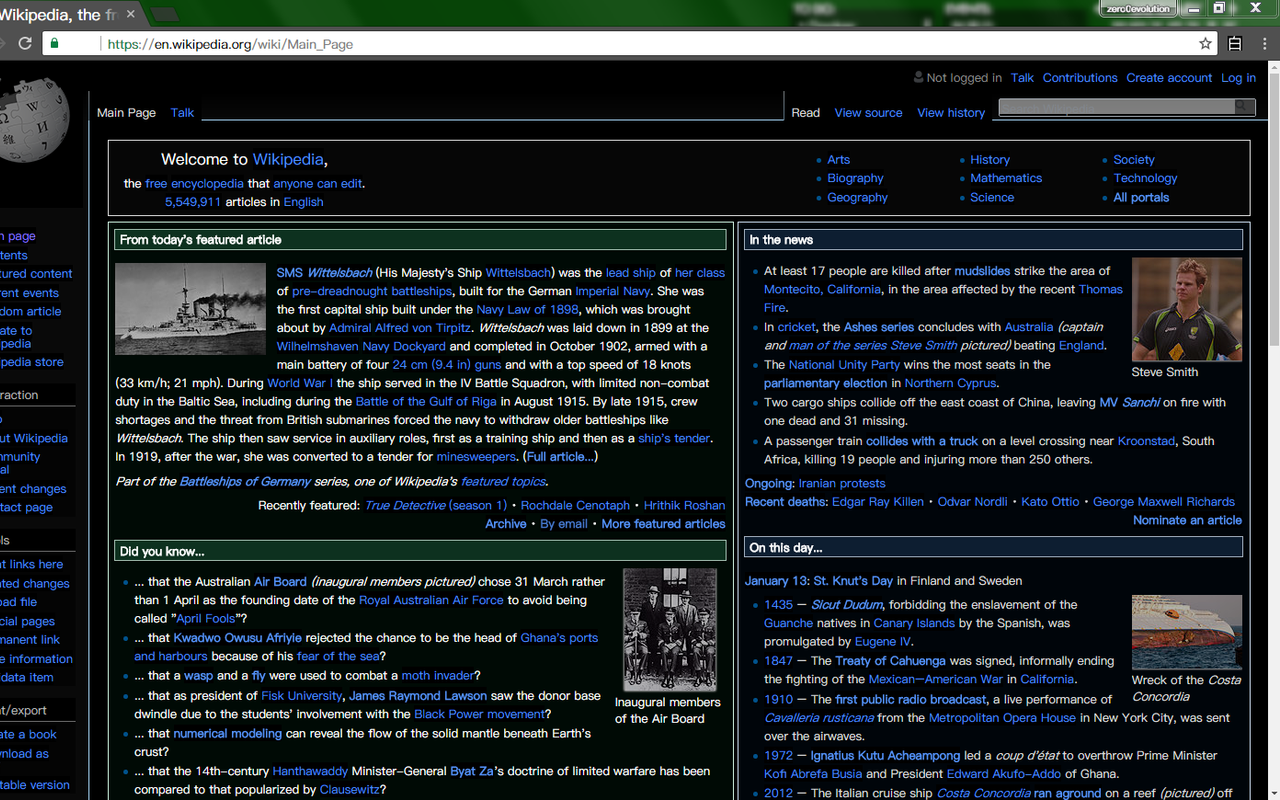 Wikipedia, the fr
zer0evolution
https://en.wikipedia.org/wiki/Main_Page
Not logged in Talk Contributions Create account Log in
Main Page Talk Read View source View history Search Wikipedia
Welcome to Wikipedia,
the free encyclopedia that anyone can edit.
5,549,911 articles in English
Arts History Society
Biography Mathematics Technology
Geography Science All portals
n page
tents
tured content
rent events
dom article
ate to
pedia
ipedia store
raction
ut Wikipedia
mmunity
al
ent changes
tact page
ls
at links here
ated changes
oad file
cial pages
manent link
e information
data item
nt/export
ate a book
wnload as
table version
From today's featured article
SMS Wittelsbach (His Majesty's Ship Wittelsbach) was the lead ship of her class
of pre-dreadnought battleships, built for the German Imperial Navy. She was
the first capital ship built under the Navy Law of 1898, which was brought
about by Admiral Alfred von Tirpitz. Wittelsbach was laid down in 1899 at the
Wilhelmshaven Navy Dockyard and completed in October 1902, armed with a
main battery of four 24 cm (9.4 in) guns and with a top speed of 18 knots
(33 km/h; 21 mph). During World War I the ship served in the IV Battle Squadron, with limited non-combat
duty in the Baltic Sea, including during the Battle of the Gulf of Riga in August 1915. By late 1915, crew
shortages and the threat from British submarines forced the navy to withdraw older battleships like
Wittelsbach. The ship then saw service in auxiliary roles, first as a training ship and then as a ship's tender.
In 1919, after the war, she was converted to a tender for minesweepers. (Full article...)
Part of the Battleships of Germany series, one of Wikipedia's featured topics.
Recently featured: True Detective (season 1) • Rochdale Cenotaph • Hrithik Roshan
Archive • By email • More featured articles
Did you know...
... that the Australian Air Board (inaugural members pictured) chose 31 March rather
than 1 April as the founding date of the Royal Australian Air Force to avoid being
called "April Fools"?
... that Kwadwo Owusu Afriyie rejected the chance to be the head of Ghana's ports
and harbours because of his fear of the sea?
... that a wasp and a fly were used to combat a moth invader?
... that as president of Fisk University, James Raymond Lawson saw the donor base
dwindle due to the students' involvement with the Black Power movement?
... that numerical modeling can reveal the flow of the solid mantle beneath Earth's
crust?
... that the 14th-century Hanthawaddy Minister-General Byat Za's doctrine of limited warfare has been
compared to that popularized by Clausewitz?
Inaugural members
of the Air Board
In the news
At least 17 people are killed after mudslides strike the area of
Montecito, California, in the area affected by the recent Thomas
Fire.
In cricket, the Ashes series concludes with Australia (captain
and man of the series Steve Smith pictured) beating England.
The National Unity Party wins the most seats in the
parliamentary election in Northern Cyprus.
Two cargo ships collide off the east coast of China, leaving MV Sanchi on fire with
one dead and 31 missing.
A passenger train collides with a truck on a level crossing near Kroonstad, South
Africa, killing 19 people and injuring more than 250 others.
Steve Smith
Ongoing: Iranian protests
Recent deaths: Edgar Ray Killen • Odvar Nordli • Kato Ottio • George Maxwell Richards
Nominate an article
On this day...
January 13: St. Knut's Day in Finland and Sweden
1435 – Sicut Dudum, forbidding the enslavement of the
Guanche natives in Canary Islands by the Spanish, was
promulgated by Eugene IV.
1847 – The Treaty of Cahuenga was signed, informally ending
the fighting of the Mexican–American War in California.
1910 – The first public radio broadcast, a live performance of
Cavalleria rusticana from the Metropolitan Opera House in New York City, was sent
over the airwaves.
1972 – Ignatius Kutu Acheampong led a coup d'état to overthrow Prime Minister
Kofi Abrefa Busia and President Edward Akufo-Addo of Ghana.
2012 – The Italian cruise ship Costa Concordia ran aground on a reef (pictured) off
Wreck of the Costa
Concordia